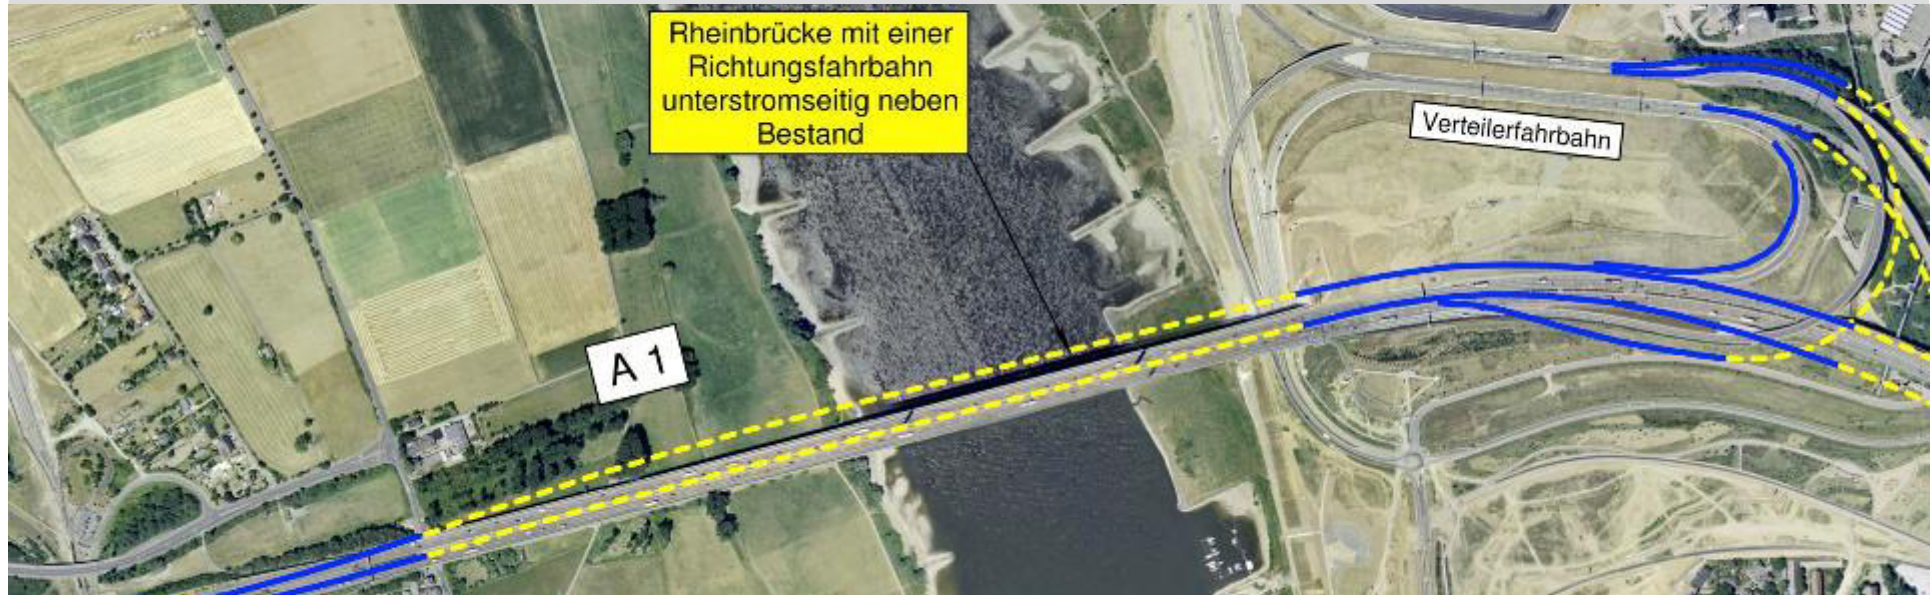 Rheinbrücke mit einer
Richtungsfahrbahn
unterstromseitig neben
Bestand
Verteilerfahrbahn
A 1